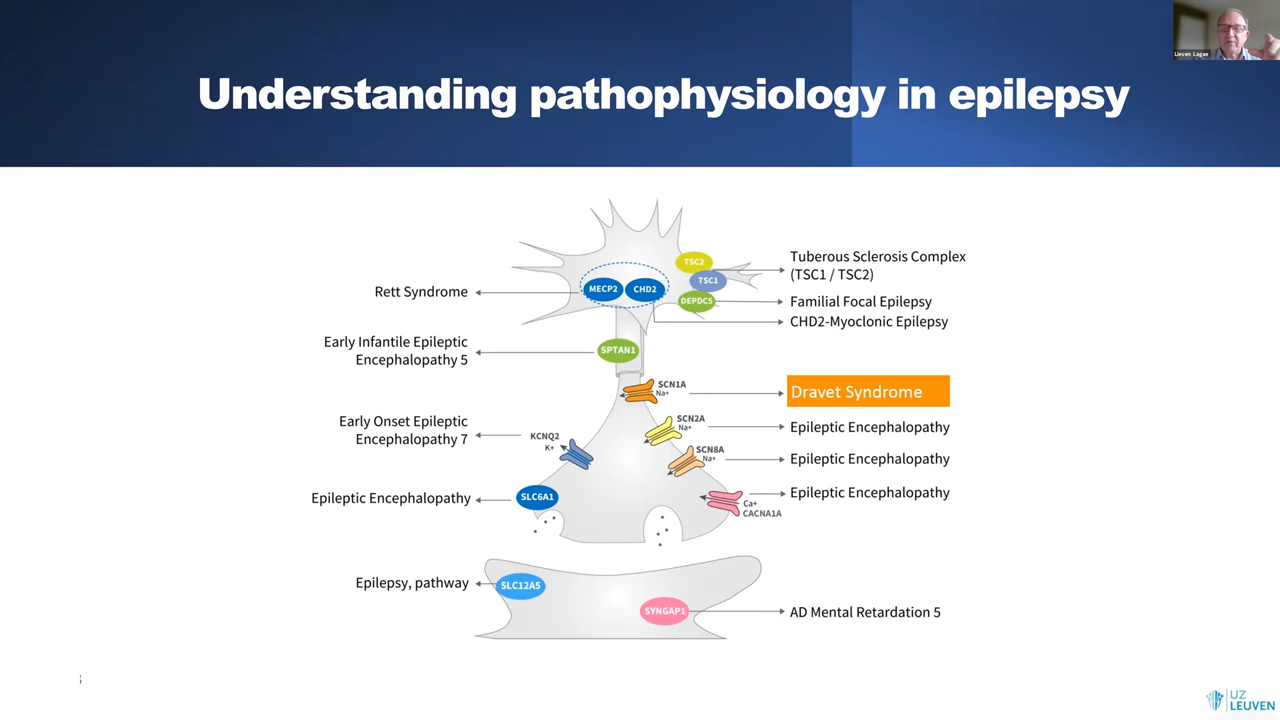 Lieven Lagae
Understanding pathophysiology in epilepsy
TSC2
TSC1
DEPDC5
MECP2
CHD2
Tuberous Sclerosis Complex
(TSC1 / TSC2)
Rett Syndrome
Familial Focal Epilepsy
CHD2-Myoclonic Epilepsy
Early Infantile Epileptic
Encephalopathy 5
SPTAN1
SCN1A
Na+
Dravet Syndrome
Early Onset Epileptic
Encephalopathy 7
KCNQ2
K+
SCN2A
Na+
Epileptic Encephalopathy
SCN8A
Na+
Epileptic Encephalopathy
Epileptic Encephalopathy
SLC6A1
Ca+
CACNA1A
Epileptic Encephalopathy
Epilepsy, pathway
SLC12A5
SYNGAP1
AD Mental Retardation 5
UZ
LEUVEN